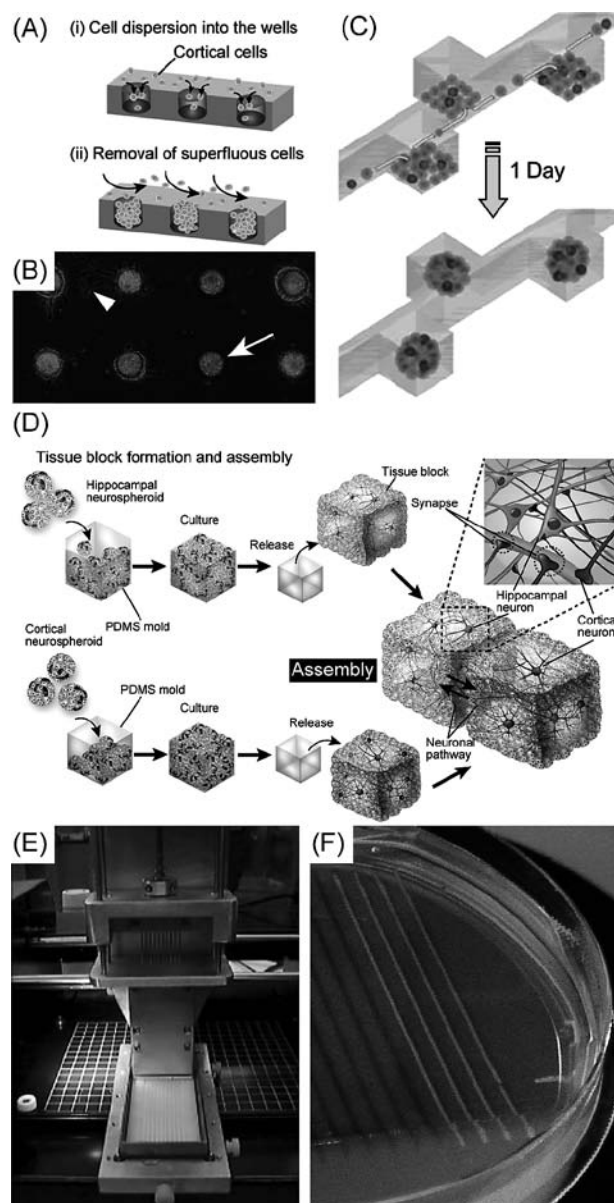 (A)
(i) Cell dispersion into the wells
Cortical cells
(ii) Removal of superfluous cells
(B)
(C)
1 Day
(D)
Tissue block formation and assembly
Hippocampal
neurospheroid
Culture
Release
PDMS mold
Tissue block
Synapse
Hippocampal
neuron
Cortical
neuron
Cortical
neurospheroid
PDMS mold
Culture
Release
Assembly
Neuronal
pathway
(E)
(F)